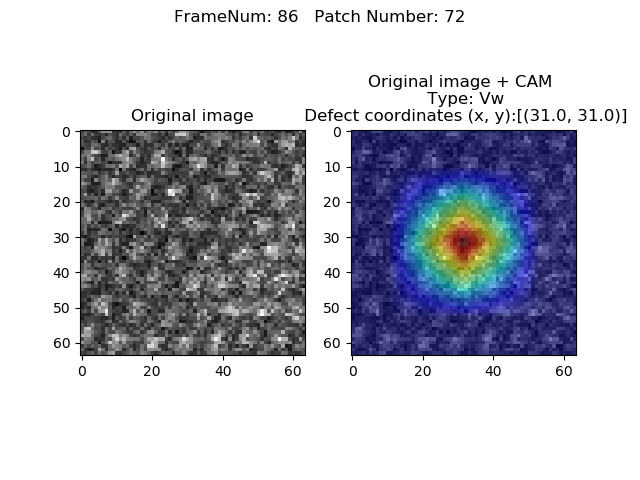 FrameNum: 86   Patch Number: 72
Original image
Original image + CAM
Type: Vw
Defect coordinates (x, y):[(31.0, 31.0)]
0
10
20
30
40
50
60
0 20 40 60
0
10
20
30
40
50
60
0 20 40 60